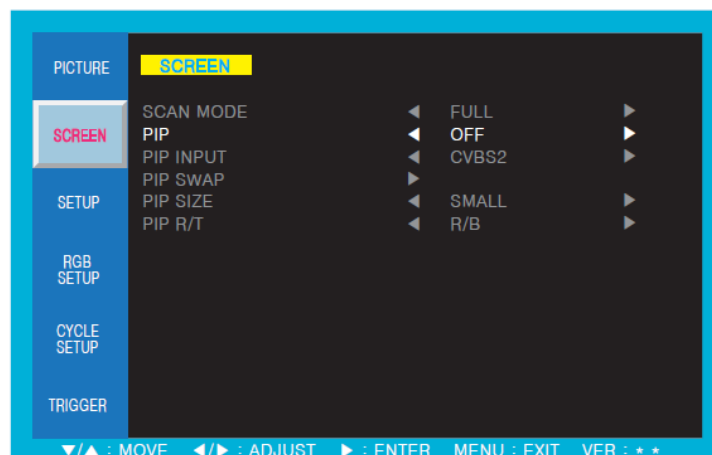 PICTURE
SCREEN
SETUP
RGB
SETUP
CYCLE
SETUP
TRIGGER
SCREEN
SCAN MODE ◀ FULL ▶
PIP ◀ OFF ▶
PIP INPUT ◀ CVBS2 ▶
PIP SWAP ▶
PIP SIZE ◀ SMALL ▶
PIP R/T ◀ R/B ▶
▼/▲ : MOVE ◀/▶ : ADJUST ▶ : ENTER MENU : EXIT VER : * *